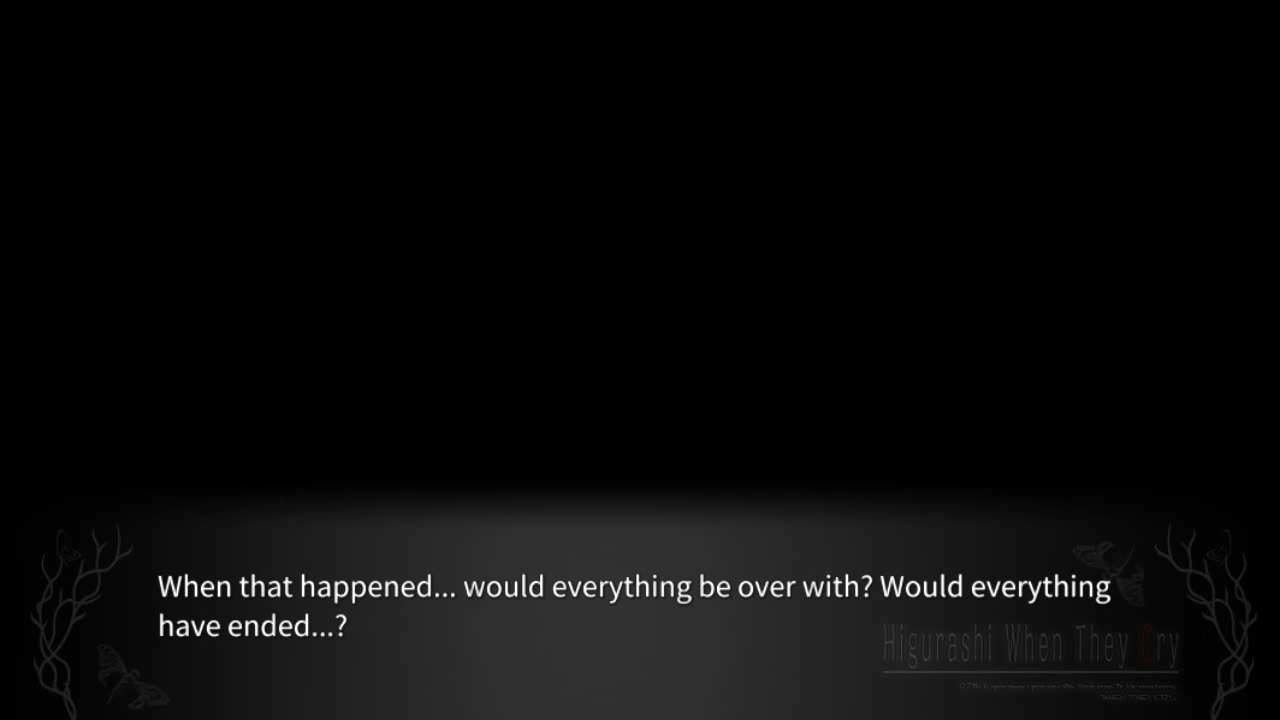 When that happened... would everything be over with? Would everything
have ended...?
Higurashi When They Cry